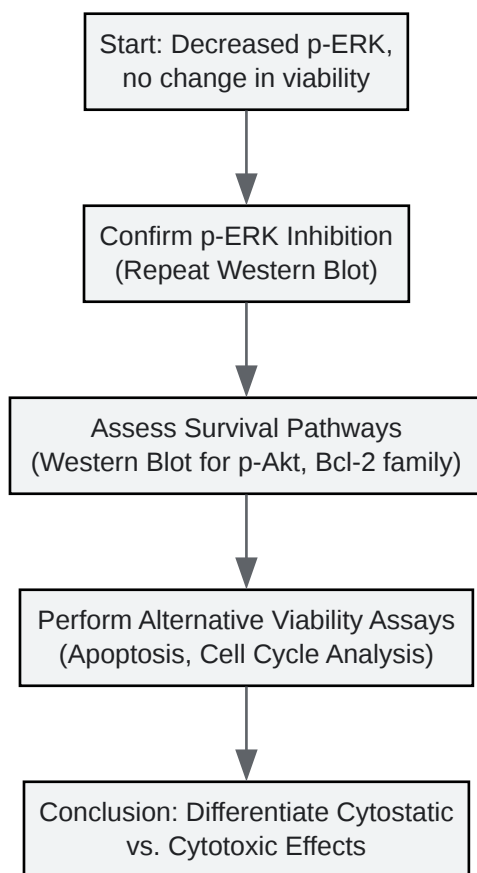 Start: Decreased p-ERK,
no change in viability
Confirm p-ERK Inhibition
(Repeat Western Blot)
Assess Survival Pathways
(Western Blot for p-Akt, Bcl-2 family)
Perform Alternative Viability Assays
(Apoptosis, Cell Cycle Analysis)
Conclusion: Differentiate Cytostatic
vs. Cytotoxic Effects